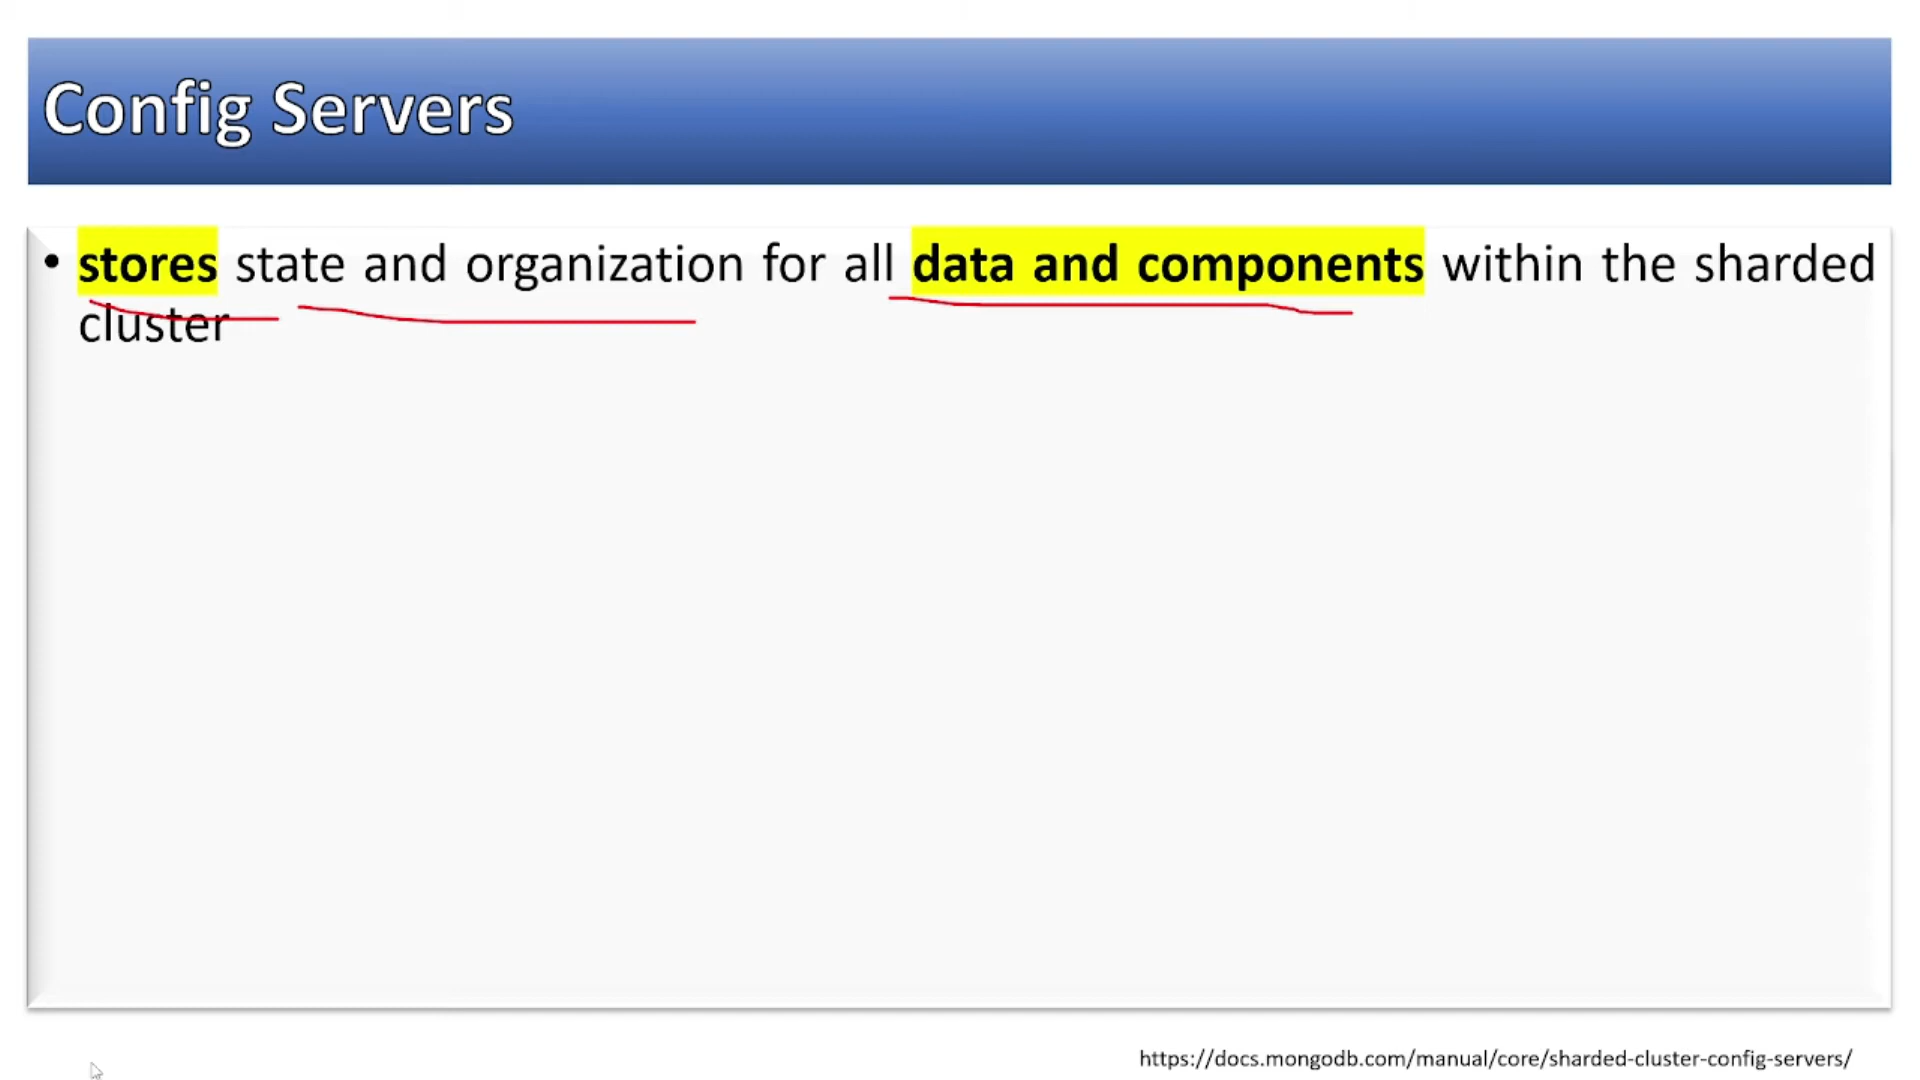 Config Servers
• stores state and organization for all data and components within the sharded
cluster
https://docs.mongodb.com/manual/core/sharded-cluster-config-servers/